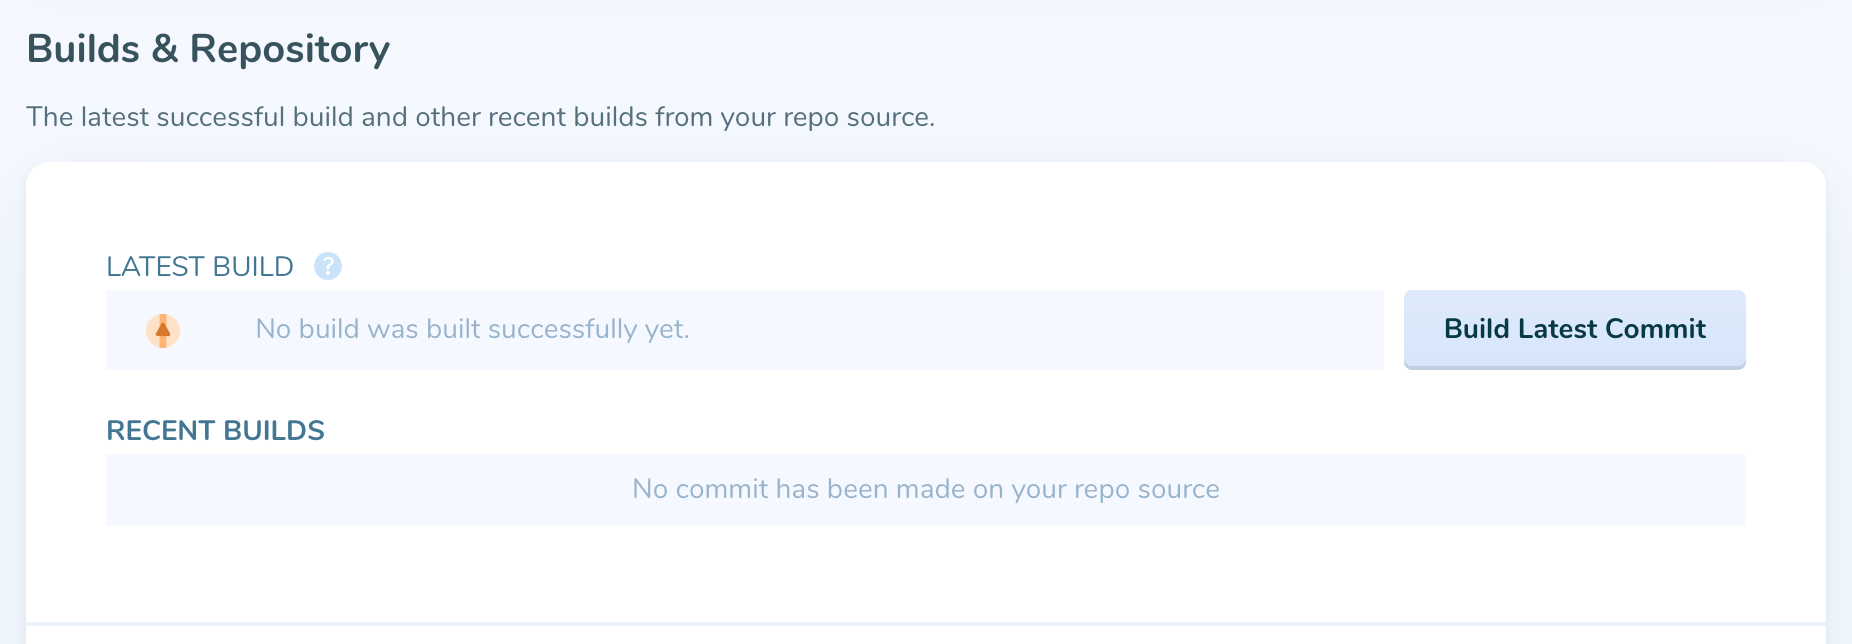 Builds & Repository
The latest successful build and other recent builds from your repo source.
LATEST BUILD ?
No build was built successfully yet.
Build Latest Commit
RECENT BUILDS
No commit has been made on your repo source